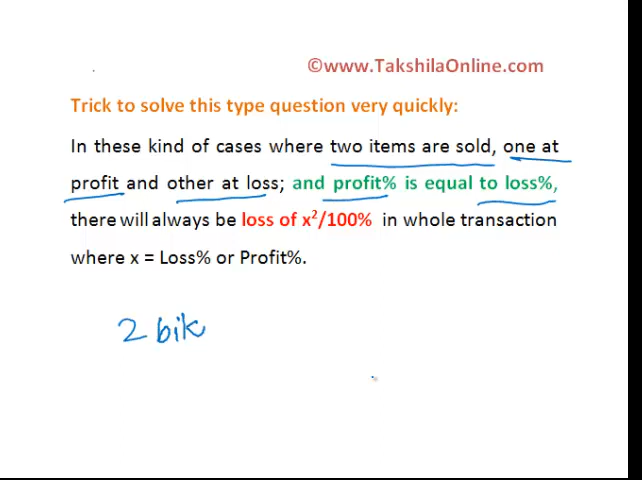 ©www.TakshilaOnline.com
Trick to solve this type question very quickly:
In these kind of cases where two items are sold, one at
profit and other at loss; and profit% is equal to loss%,
there will always be loss of x²/100% in whole transaction
where x = Loss% or Profit%.
2 bik